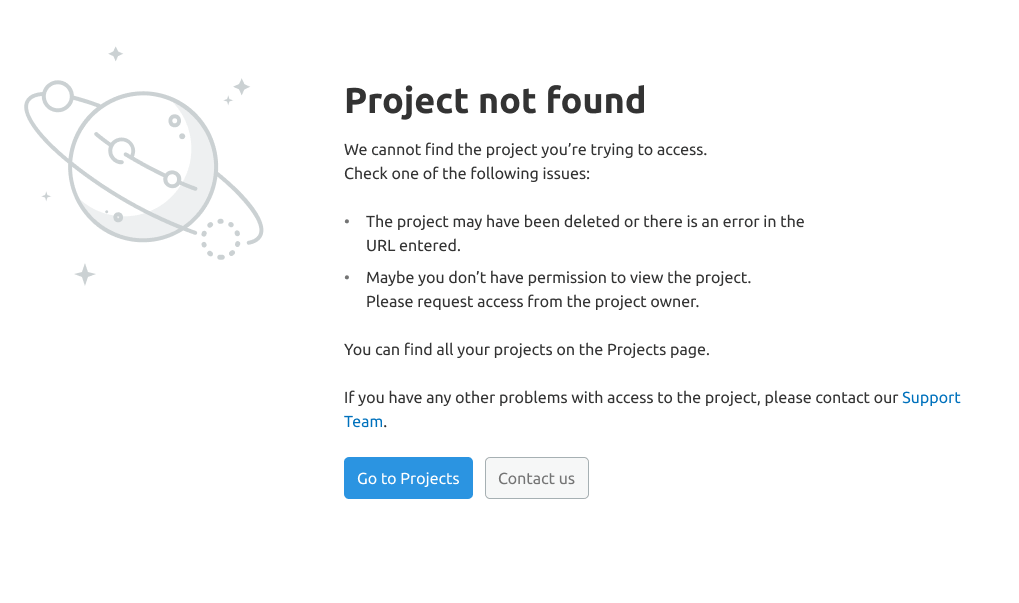 Project not found
We cannot find the project you’re trying to access.
Check one of the following issues:
• The project may have been deleted or there is an error in the
URL entered.
• Maybe you don’t have permission to view the project.
Please request access from the project owner.
You can find all your projects on the Projects page.
If you have any other problems with access to the project, please contact our Support
Team.
Go to Projects
Contact us